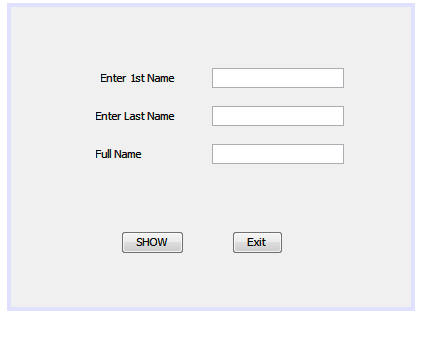 Enter 1st Name
Enter Last Name
Full Name
SHOW Exit